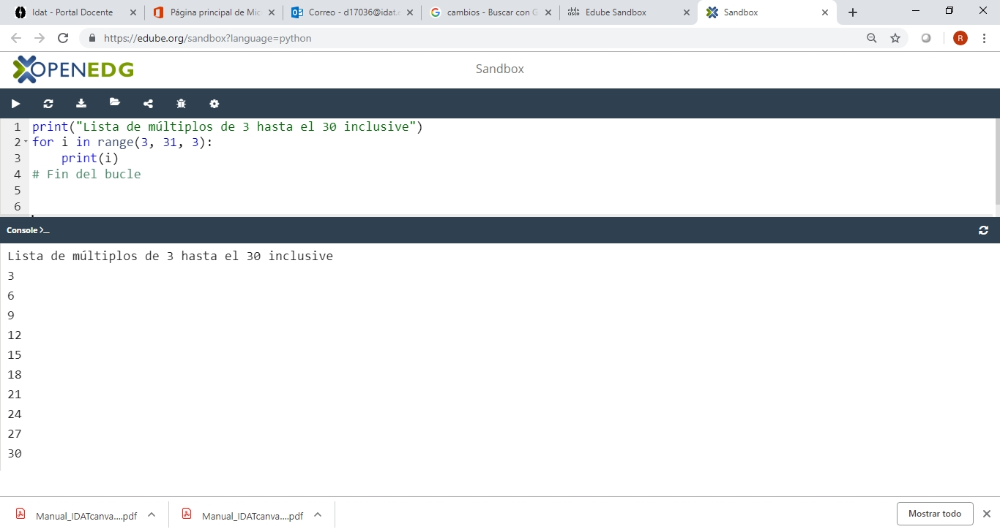 Idat - Portal Docente
Página principal de Mic
Correo - d17036@idat.e
cambios - Buscar con G
Edube Sandbox
Sandbox
https://edube.org/sandbox?language=python
R
OPENEDG
Sandbox
1 print("Lista de múltiplos de 3 hasta el 30 inclusive")
2 for i in range(3, 31, 3):
3 print(i)
4 # Fin del bucle
5
6
Console >_
Lista de múltiplos de 3 hasta el 30 inclusive
3
6
9
12
15
18
21
24
27
30
Manual_IDATcanva....pdf
Manual_IDATcanva....pdf
Mostrar todo